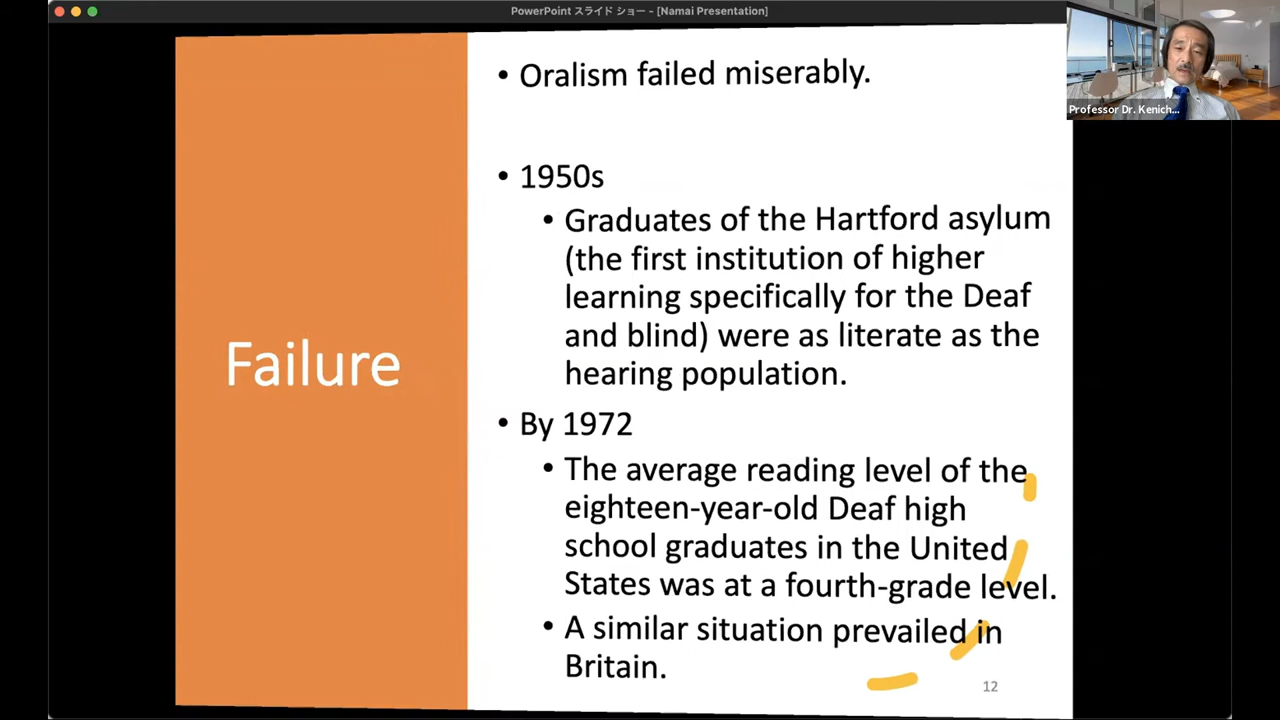 PowerPoint スライド ショー - [Namai Presentation]
Professor Dr. Kenich...
Failure
• Oralism failed miserably.
• 1950s
• Graduates of the Hartford asylum
(the first institution of higher
learning specifically for the Deaf
and blind) were as literate as the
hearing population.
• By 1972
• The average reading level of the
eighteen-year-old Deaf high
school graduates in the United
States was at a fourth-grade level.
• A similar situation prevailed in
Britain.
12